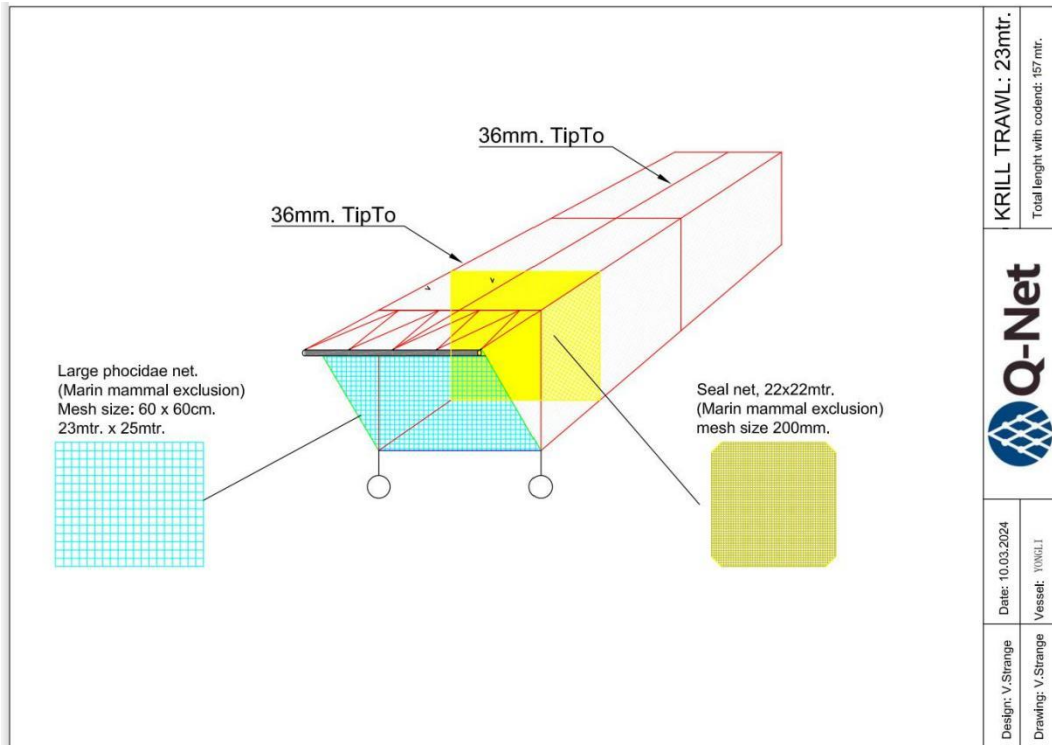 36mm. TipTo
36mm. TipTo
Large phocidae net.
(Marin mammal exclusion)
Mesh size: 60 x 60cm.
23mtr. x 25mtr.
Seal net, 22x22mtr.
(Marin mammal exclusion)
mesh size 200mm.
KRILL TRAWL: 23mtr.
Total lenght with codend: 157mtr.
Q-Net
Date: 10.03.2024
Vessel: YONGLI
Design: V.Strange
Drawing: V.Strange